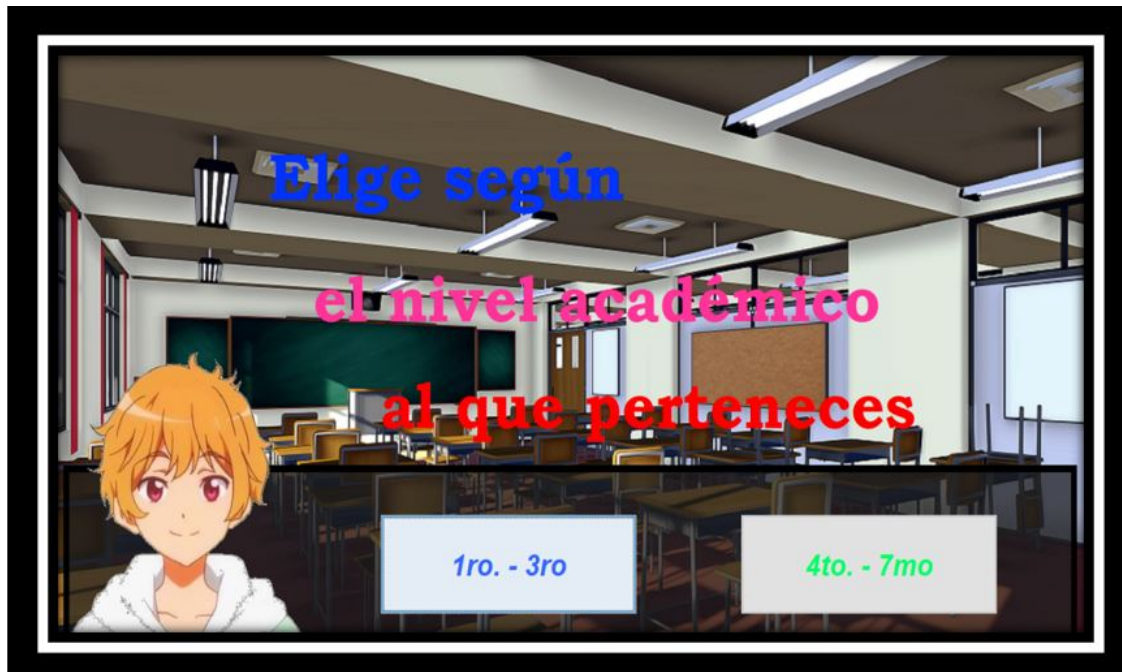 Elige según
el nivel académico
al que perteneces
1ro. - 3ro
4to. - 7mo